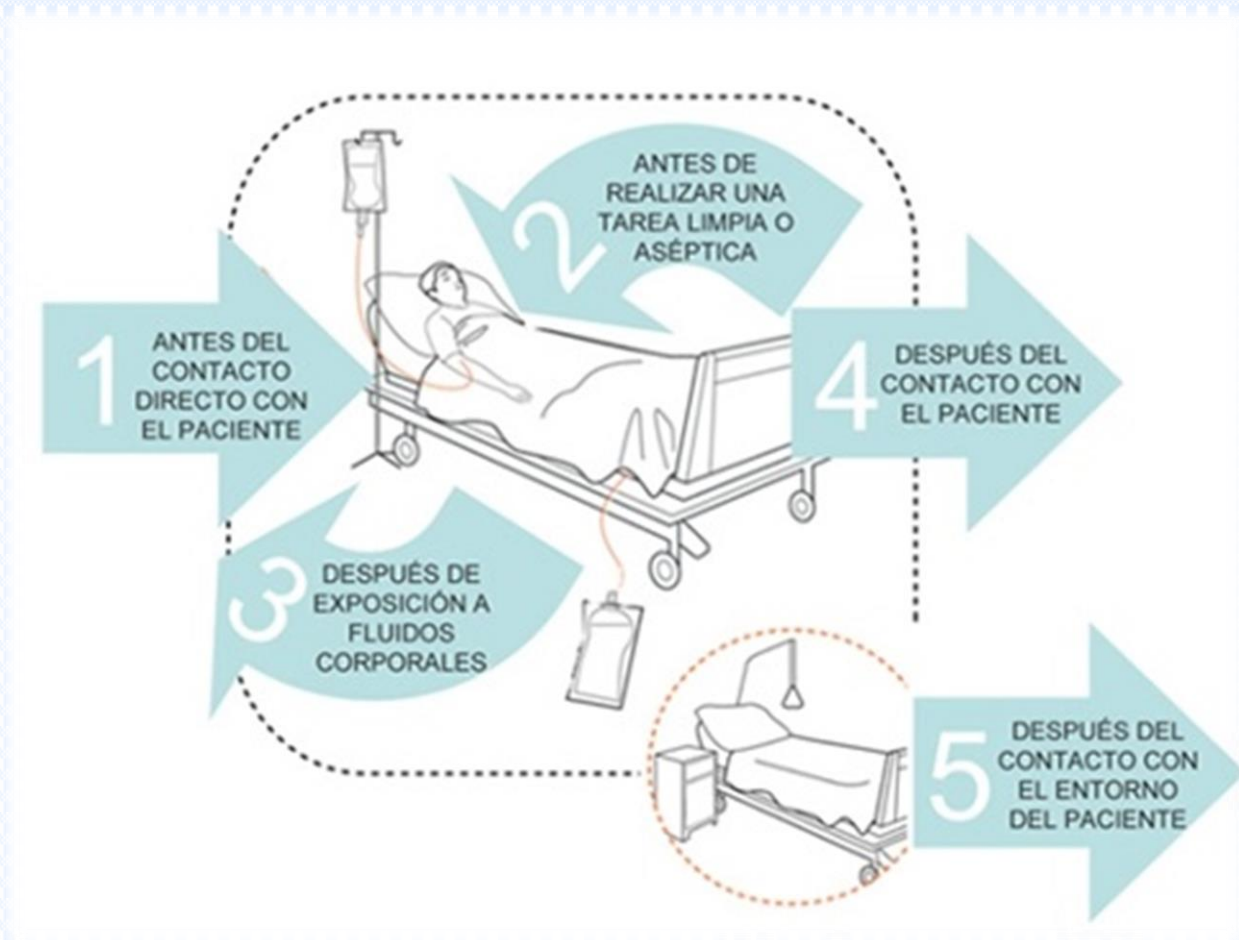 1
ANTES DEL
CONTACTO
DIRECTO CON
EL PACIENTE
2
ANTES DE
REALIZAR UNA
TAREA LIMPIA O
ASÉPTICA
3
DESPUÉS DE
EXPOSICIÓN A
FLUIDOS
CORPORALES
4
DESPUÉS DEL
CONTACTO CON
EL PACIENTE
5
DESPUÉS DEL
CONTACTO CON
EL ENTORNO
DEL PACIENTE